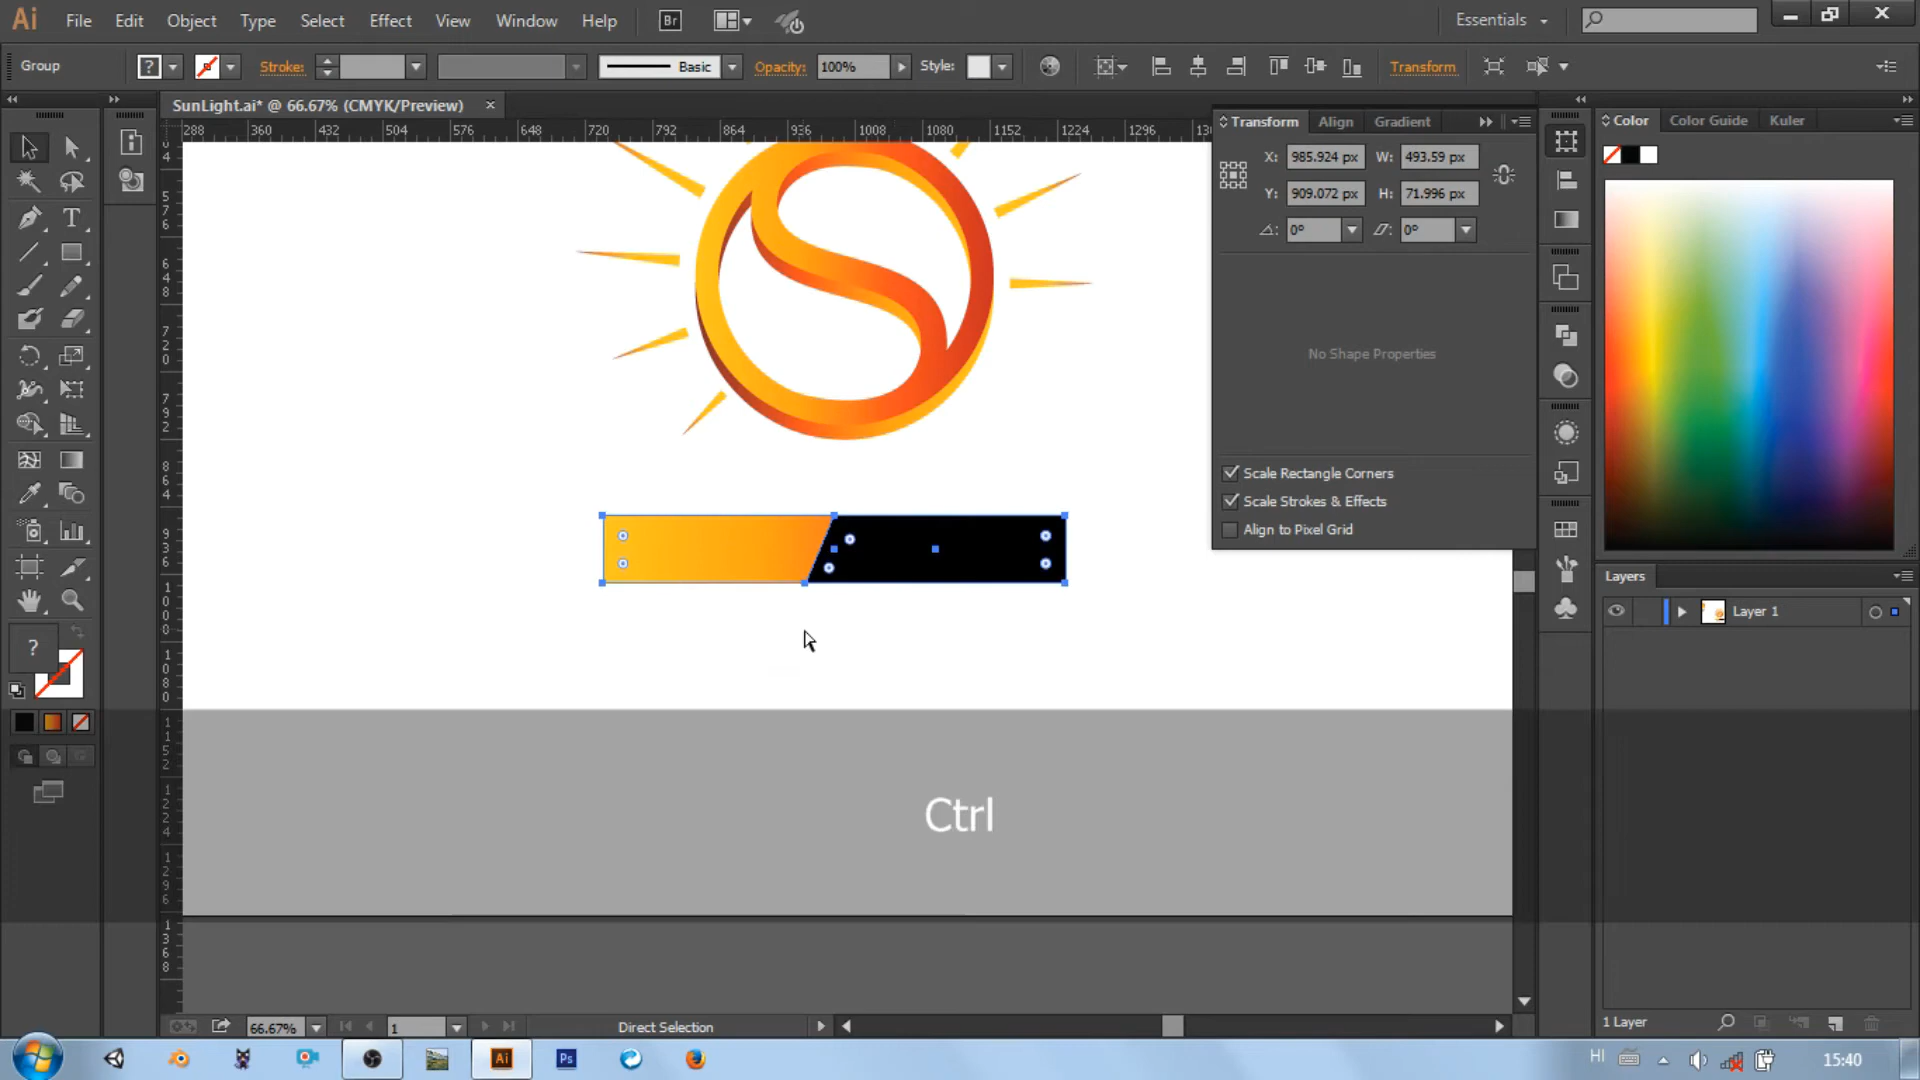 Ai File Edit Object Type Select Effect View Window Help Br Essentials
Group ? Stroke: Basic Opacity: 100% Style: Transform
SunLight.ai* @ 66.67% (CMYK/Preview)
288 360 432 504 576 648 720 792 864 936 1008 1080 1152 1224 1296
Transform Align Gradient
X: 985.924 px W: 493.59 px
Y: 909.072 px H: 71.996 px
0° 0°
No Shape Properties
Scale Rectangle Corners
Scale Strokes & Effects
Align to Pixel Grid
Color Color Guide Kuler
Layers
Layer 1
T
?
Ctrl
66.67% 1 Direct Selection
1 Layer
Ai Ps HI 15:40